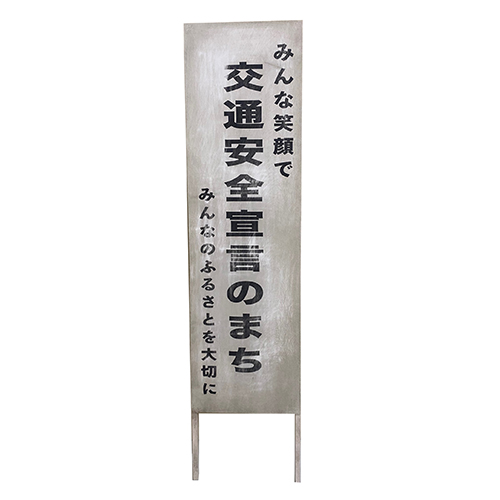 みんな笑顔で
交通安全宣言のまち
みんなのふるさとを大切に